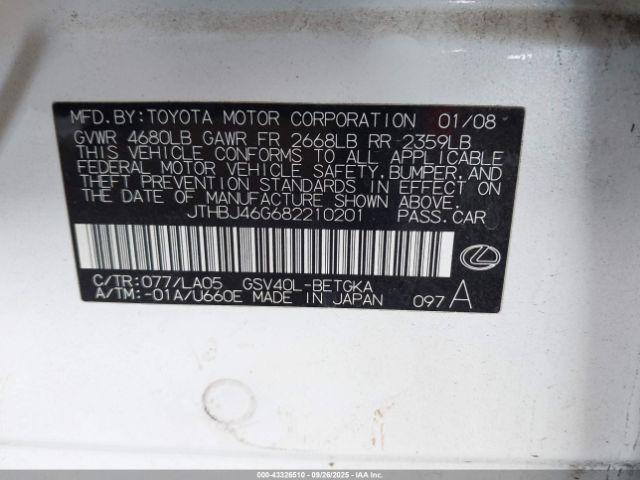 MFD.BY:TOYOTA MOTOR CORPORATION 01/08
GVWR 4680LB GAWR FR 2668LB RR 2359LB
THIS VEHICLE CONFORMS TO ALL APPLICABLE
FEDERAL MOTOR VEHICLE SAFETY,BUMPER,AND
THEFT PREVENTION STANDARDS IN EFFECT ON
THE DATE OF MANUFACTURE SHOWN ABOVE.
JTHBJ46G682210201 PASS.CAR
C/TR:077/LA05 GSV40L-BETGKA
A/TM:-01A/U660E MADE IN JAPAN 097 A
000-43326510 | 09/26/2025 | IAA Inc.